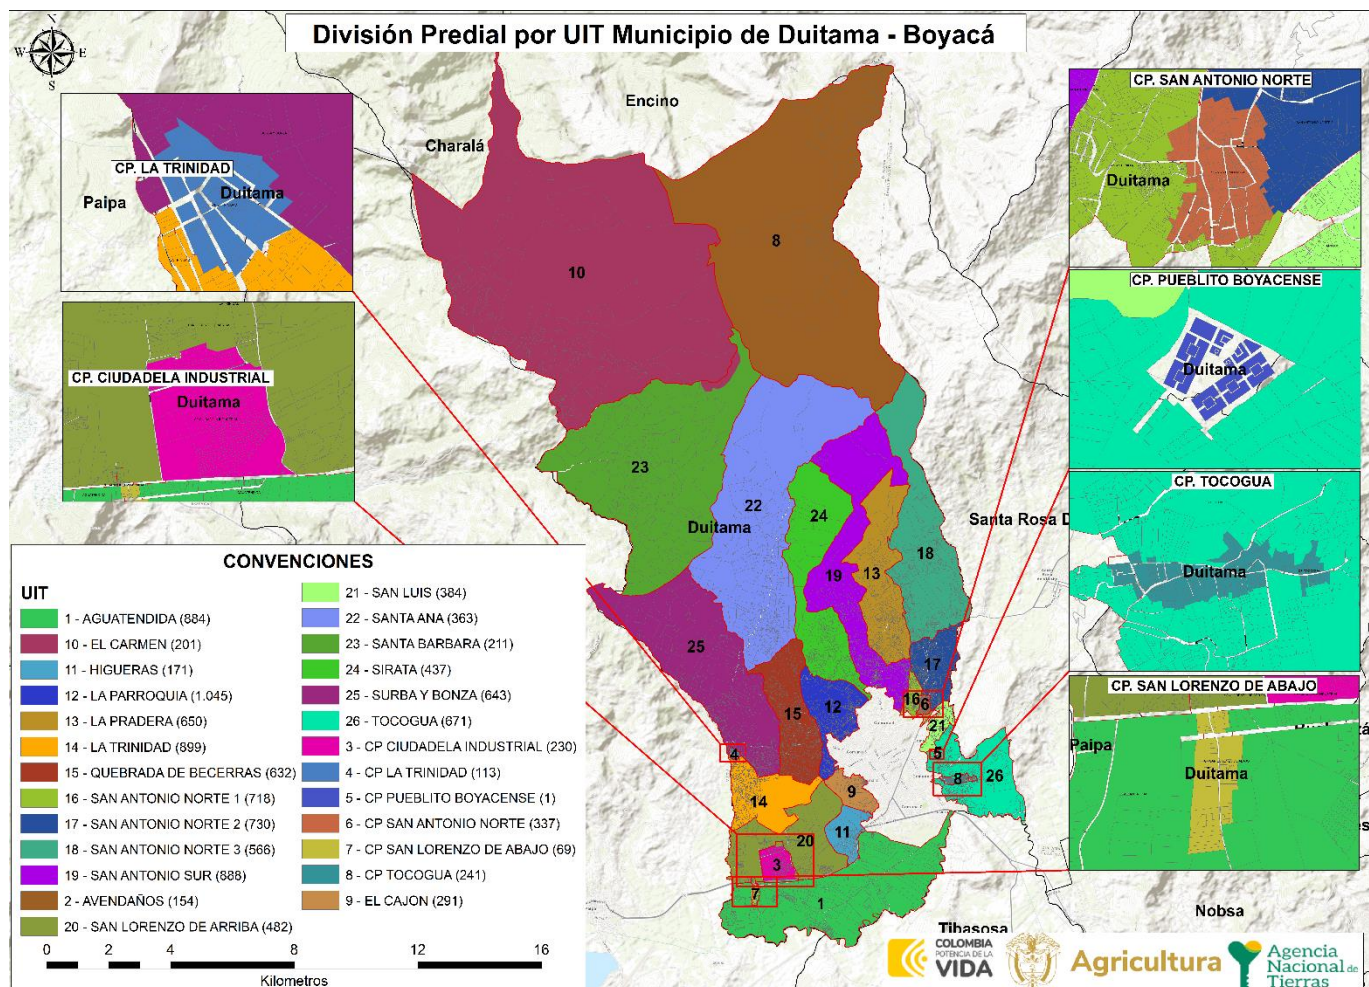 División Predial por UIT Municipio de Duitama - Boyacá
N
W
E
S
Encino
Charalá
CP. LA TRINIDAD
Duitama
Paipa
CP. CIUDADELA INDUSTRIAL
Duitama
CP. SAN ANTONIO NORTE
Duitama
CP. PUEBLITO BOYACENSE
Duitama
CP. TOCOGUA
Duitama
CP. SAN LORENZO DE ABAJO
Paipa
Duitama
8
10
23
22
Duitama
24
19
13
18
Santa Rosa D
25
17
16
6
15
12
21
4
5
8
26
14
9
11
20
3
7
1
Tibasosa
Nobsa
CONVENCIONES
UIT
1 - AGUATENDIDA (884)
10 - EL CARMEN (201)
11 - HIGUERAS (171)
12 - LA PARROQUIA (1.045)
13 - LA PRADERA (650)
14 - LA TRINIDAD (899)
15 - QUEBRADA DE BECERRAS (632)
16 - SAN ANTONIO NORTE 1 (718)
17 - SAN ANTONIO NORTE 2 (730)
18 - SAN ANTONIO NORTE 3 (566)
19 - SAN ANTONIO SUR (888)
2 - AVENDAÑOS (154)
20 - SAN LORENZO DE ARRIBA (482)
21 - SAN LUIS (384)
22 - SANTA ANA (363)
23 - SANTA BARBARA (211)
24 - SIRATA (437)
25 - SURBA Y BONZA (643)
26 - TOCOGUA (671)
3 - CP CIUDADELA INDUSTRIAL (230)
4 - CP LA TRINIDAD (113)
5 - CP PUEBLITO BOYACENSE (1)
6 - CP SAN ANTONIO NORTE (337)
7 - CP SAN LORENZO DE ABAJO (69)
8 - CP TOCOGUA (241)
9 - EL CAJON (291)
0 2 4 8 12 16
Kilometros
COLOMBIA
POTENCIA DE LA
VIDA
Agricultura
Agencia
Nacional de
Tierras